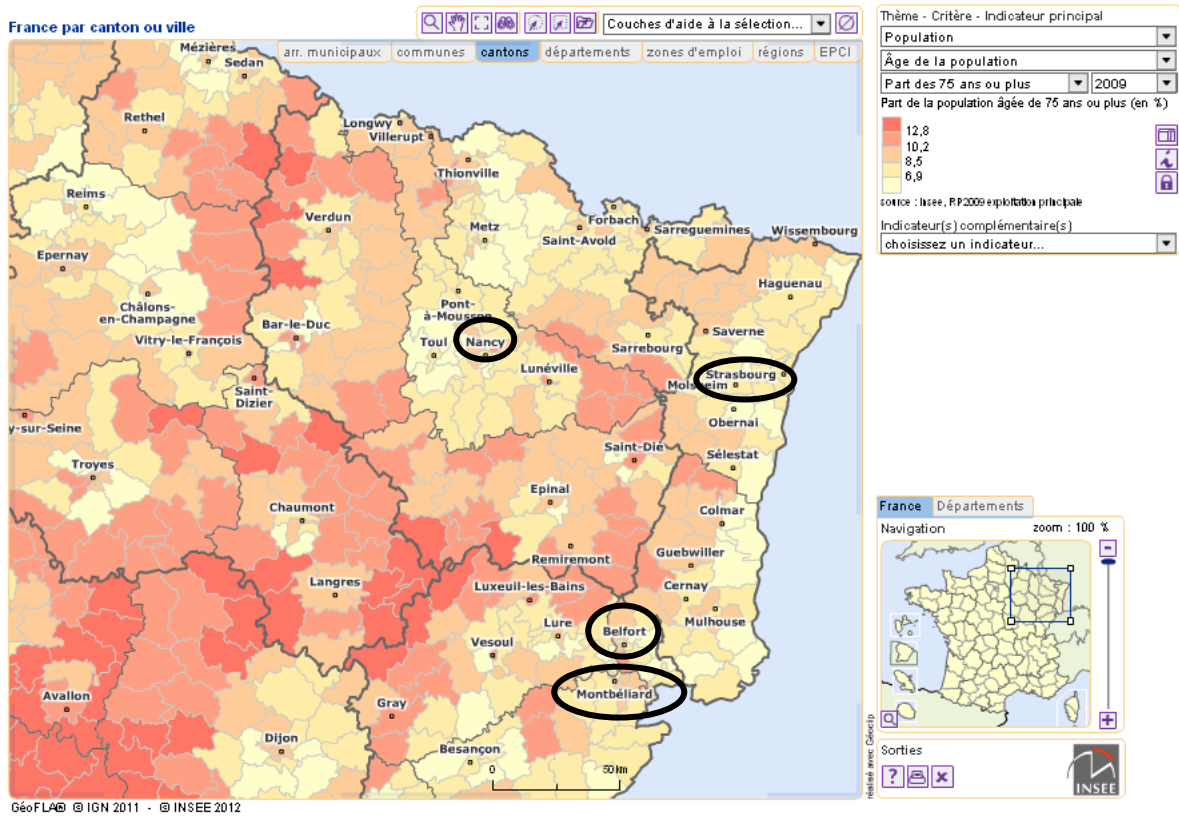 France par canton ou ville
Couches d'aide à la sélection...
arr. municipaux communes cantons départements zones d'emploi régions EPCI
Mézières
Sedan
Rethel
Longwy
Villerupt
Thionville
Reims
Verdun
Metz
Forbach
Saint-Avold
Sarreguemines
Wissembourg
Epernay
Haguenau
Châlons-
en-Champagne
Pont-
à-Mousson
Bar-le-Duc
Vitry-le-François
Toul
Nancy
Saverne
Sarrebourg
Lunéville
Strasbourg
Molsheim
Saint-
Dizier
y-sur-Seine
Obernai
Saint-Dié
Troyes
Sélestat
Epinal
Chaumont
Colmar
Remiremont
Guebwiller
Langres
Luxeuil-les-Bains
Cernay
Lure
Belfort
Mulhouse
Vesoul
Avallon
Montbéliard
Gray
Dijon
Besançon
0 50 km
GéoFLA® © IGN 2011 - © INSEE 2012
réalisé avec Géoclip
Thème - Critère - Indicateur principal
Population
Âge de la population
Part des 75 ans ou plus 2009
Part de la population âgée de 75 ans ou plus (en %)
12,8
10,2
8,5
6,9
source : Insee, RP2009 exploitation principale
Indicateur(s) complémentaire(s)
choisissez un indicateur...
France Départements
Navigation zoom : 100 %
Sorties
?
INSEE